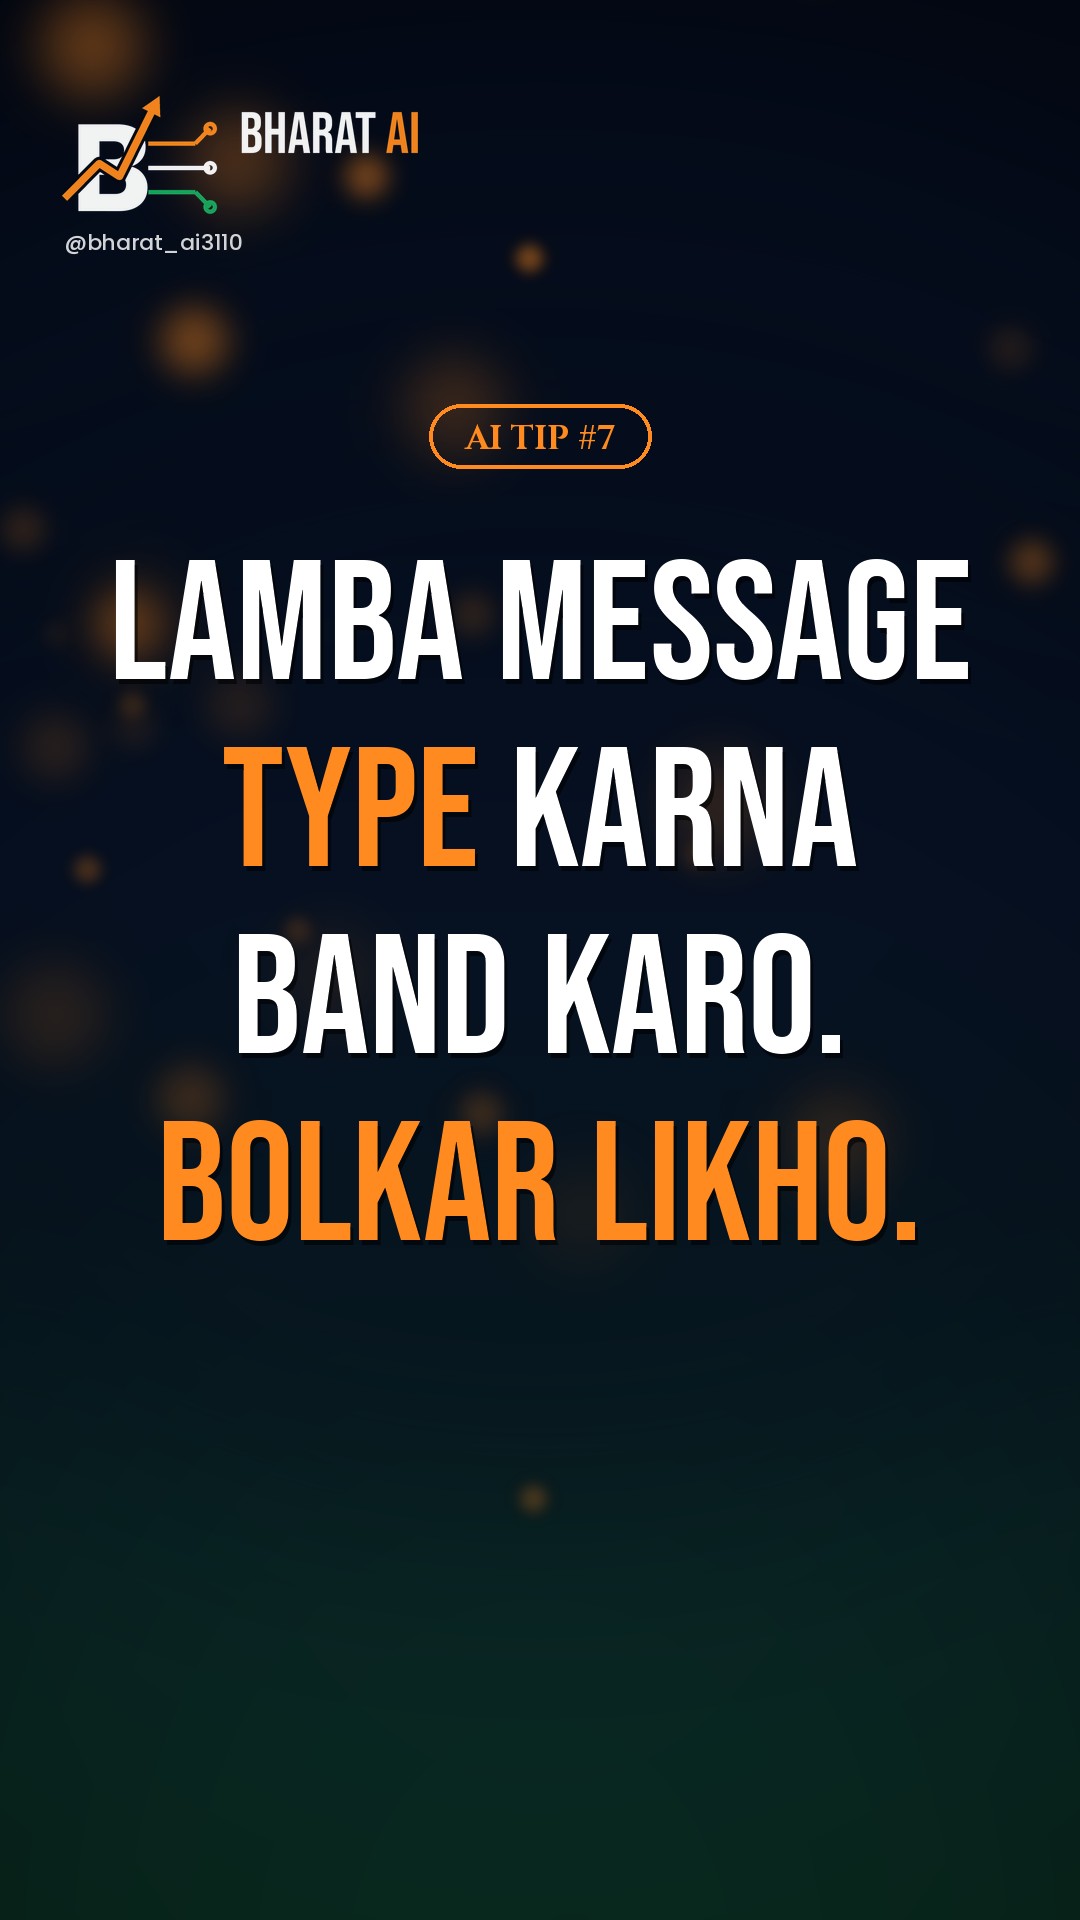 BHARAT AI
@bharat_ai3110
AI TIP #7
LAMBA MESSAGE
TYPE KARNA
BAND KARO.
BOLKAR LIKHO.